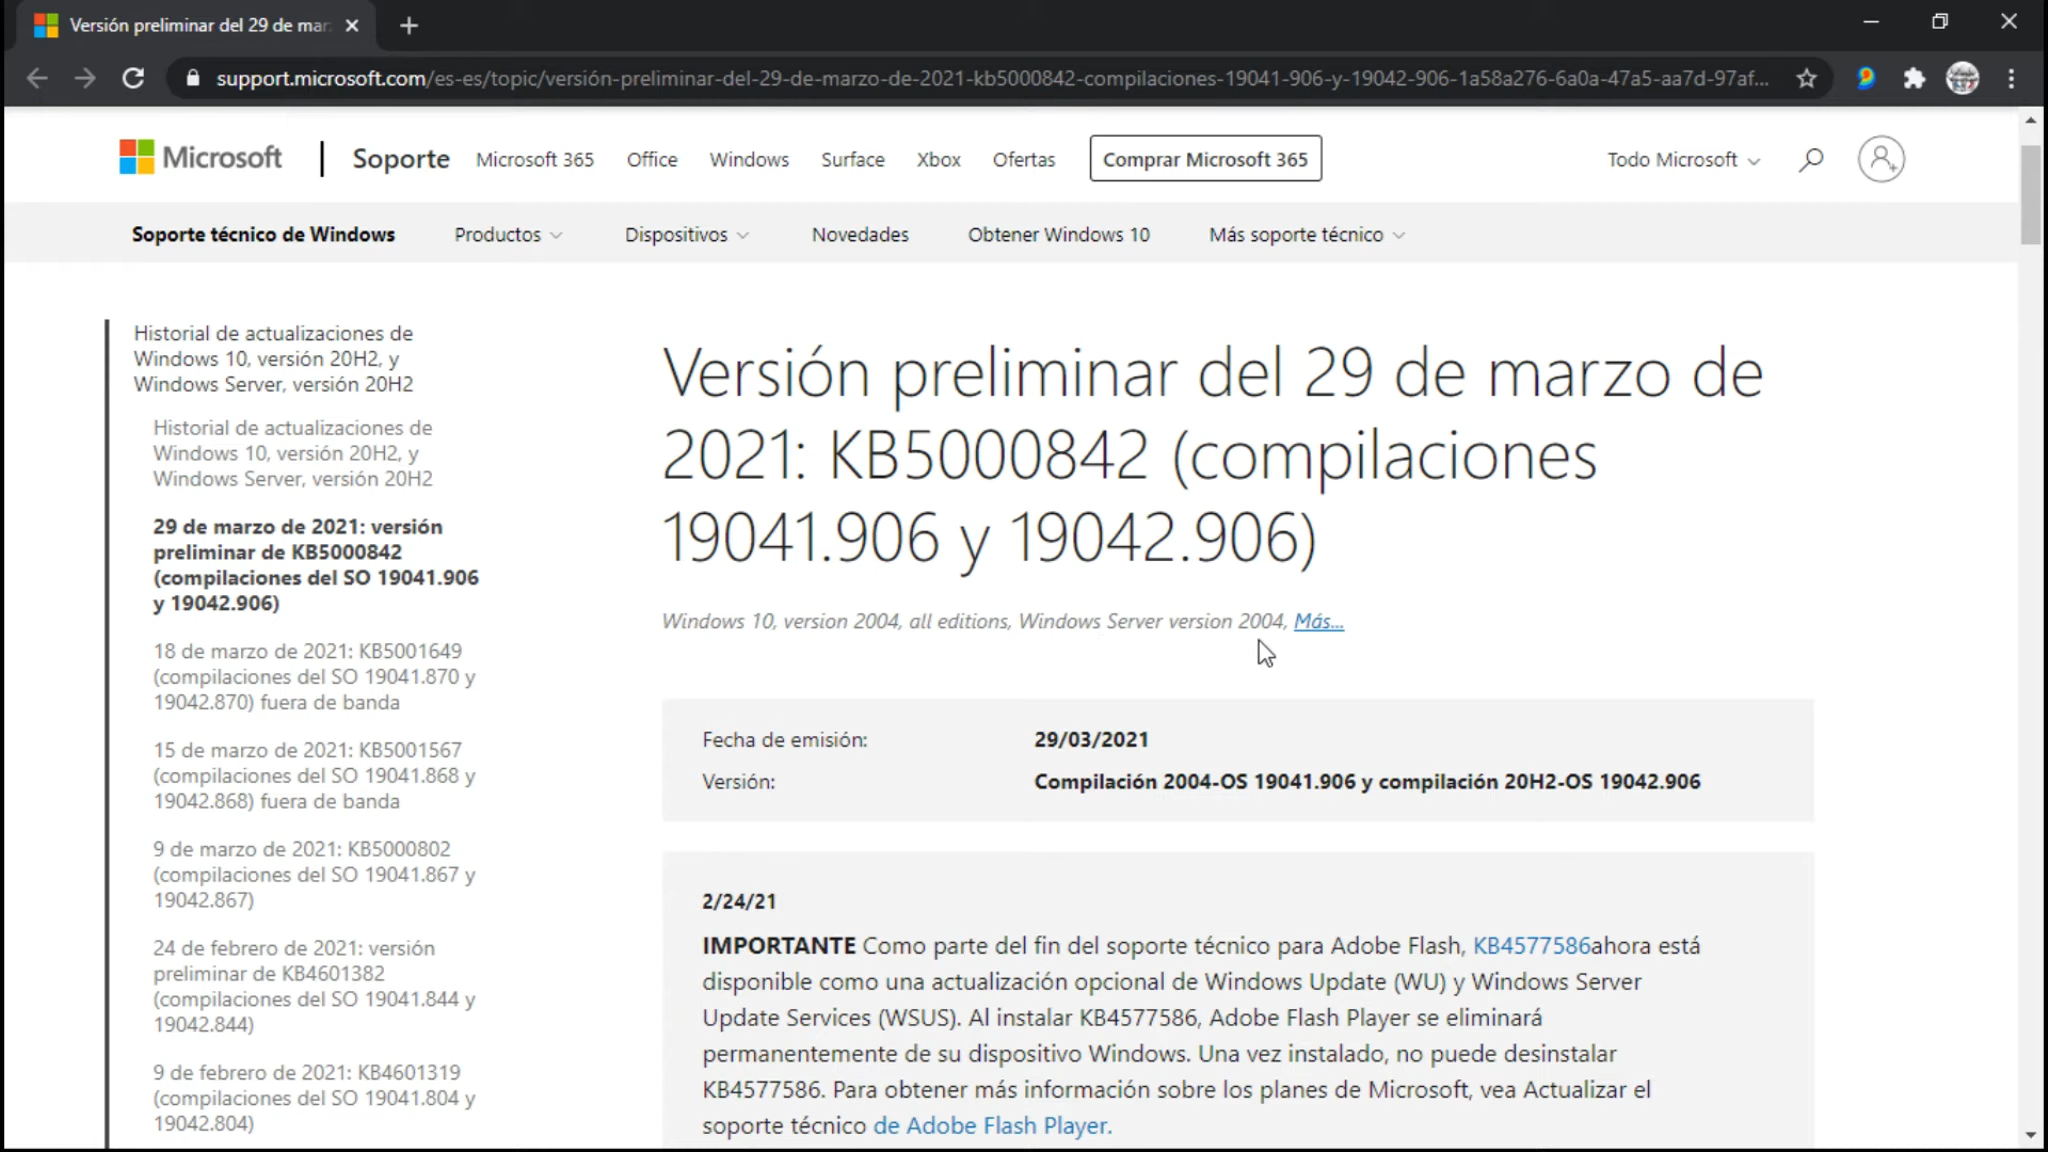 Versión preliminar del 29 de mar
support.microsoft.com/es-es/topic/versión-preliminar-del-29-de-marzo-de-2021-kb5000842-compilaciones-19041-906-y-19042-906-1a58a276-6a0a-47a5-aa7d-97af...
Microsoft
Soporte
Microsoft 365
Office
Windows
Surface
Xbox
Ofertas
Comprar Microsoft 365
Todo Microsoft
Soporte técnico de Windows
Productos
Dispositivos
Novedades
Obtener Windows 10
Más soporte técnico
Historial de actualizaciones de
Windows 10, versión 20H2, y
Windows Server, versión 20H2
Historial de actualizaciones de
Windows 10, versión 20H2, y
Windows Server, versión 20H2
29 de marzo de 2021: versión
preliminar de KB5000842
(compilaciones del SO 19041.906
y 19042.906)
18 de marzo de 2021: KB5001649
(compilaciones del SO 19041.870 y
19042.870) fuera de banda
15 de marzo de 2021: KB5001567
(compilaciones del SO 19041.868 y
19042.868) fuera de banda
9 de marzo de 2021: KB5000802
(compilaciones del SO 19041.867 y
19042.867)
24 de febrero de 2021: versión
preliminar de KB4601382
(compilaciones del SO 19041.844 y
19042.844)
9 de febrero de 2021: KB4601319
(compilaciones del SO 19041.804 y
19042.804)
Versión preliminar del 29 de marzo de
2021: KB5000842 (compilaciones
19041.906 y 19042.906)
Windows 10, version 2004, all editions, Windows Server version 2004, Más...
Fecha de emisión:
29/03/2021
Versión:
Compilación 2004-OS 19041.906 y compilación 20H2-OS 19042.906
2/24/21
IMPORTANTE Como parte del fin del soporte técnico para Adobe Flash, KB4577586ahora está
disponible como una actualización opcional de Windows Update (WU) y Windows Server
Update Services (WSUS). Al instalar KB4577586, Adobe Flash Player se eliminará
permanentemente de su dispositivo Windows. Una vez instalado, no puede desinstalar
KB4577586. Para obtener más información sobre los planes de Microsoft, vea Actualizar el
soporte técnico de Adobe Flash Player.